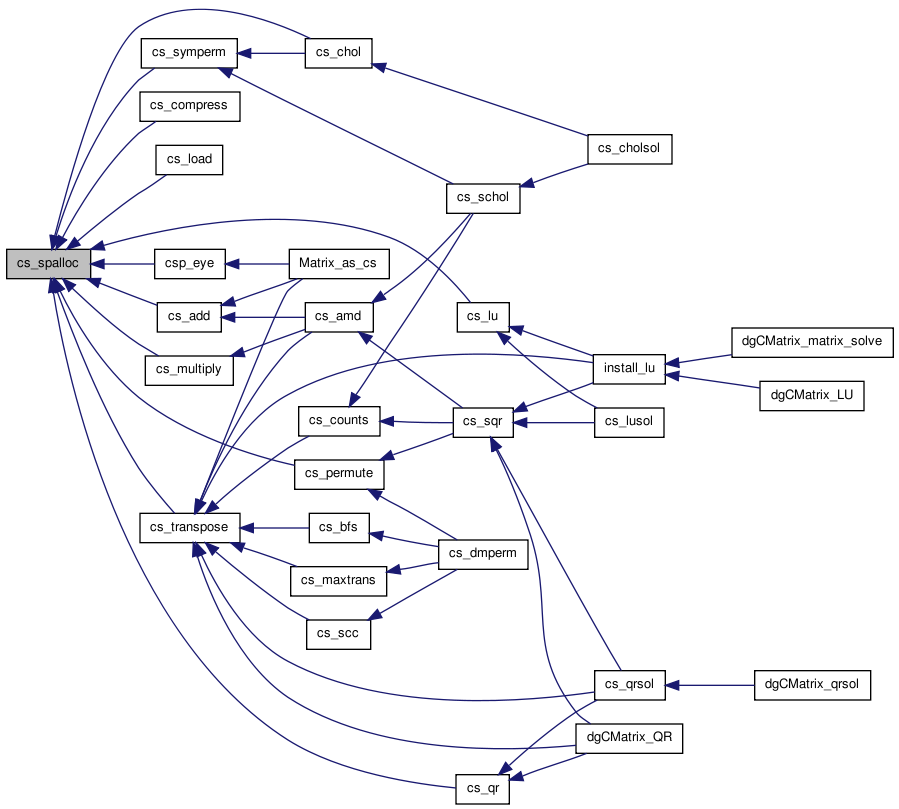 cs_spalloc
cs_symperm
cs_compress
cs_load
csp_eye
cs_add
cs_multiply
cs_transpose
cs_chol
Matrix_as_cs
cs_amd
cs_counts
cs_permute
cs_bfs
cs_maxtrans
cs_scc
cs_schol
cs_lu
cs_sqr
cs_dmperm
cs_qr
cs_cholsol
install_lu
cs_lusol
cs_qrsol
dgCMatrix_QR
dgCMatrix_matrix_solve
dgCMatrix_LU
dgCMatrix_qrsol